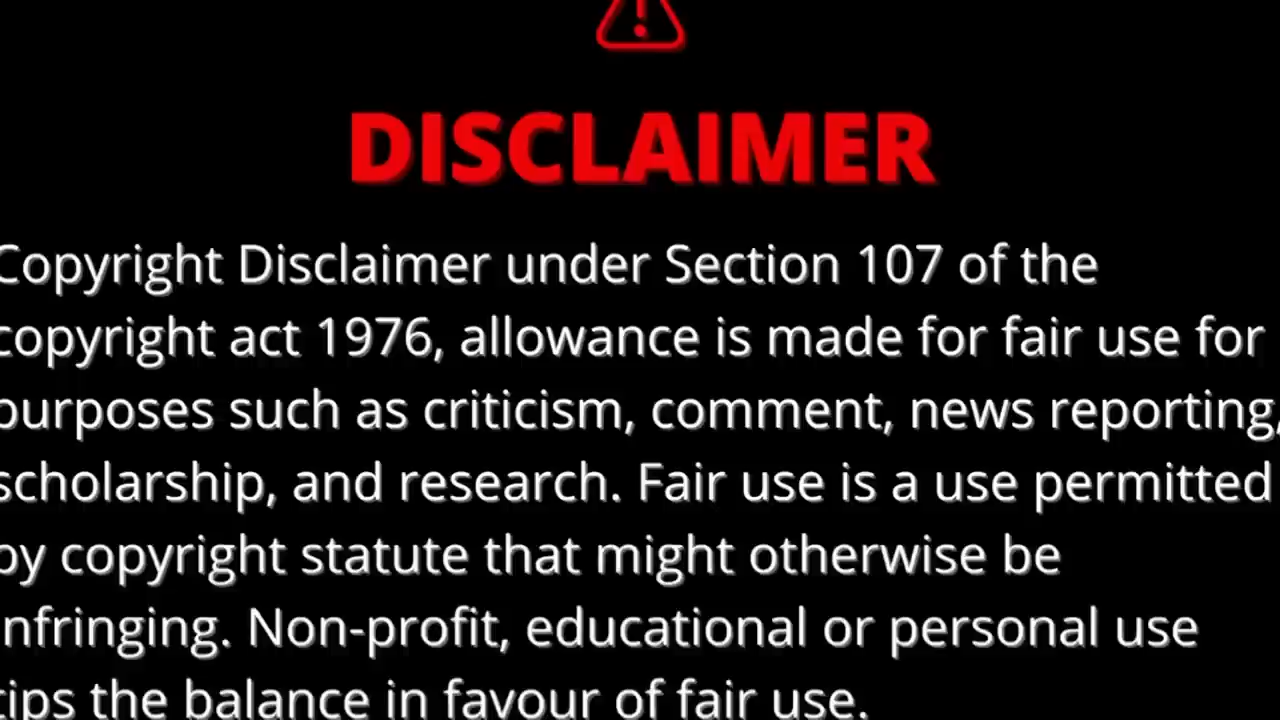 DISCLAIMER
Copyright Disclaimer under Section 107 of the
copyright act 1976, allowance is made for fair use for
purposes such as criticism, comment, news reporting,
scholarship, and research. Fair use is a use permitted
by copyright statute that might otherwise be
infringing. Non-profit, educational or personal use
tips the balance in favour of fair use.